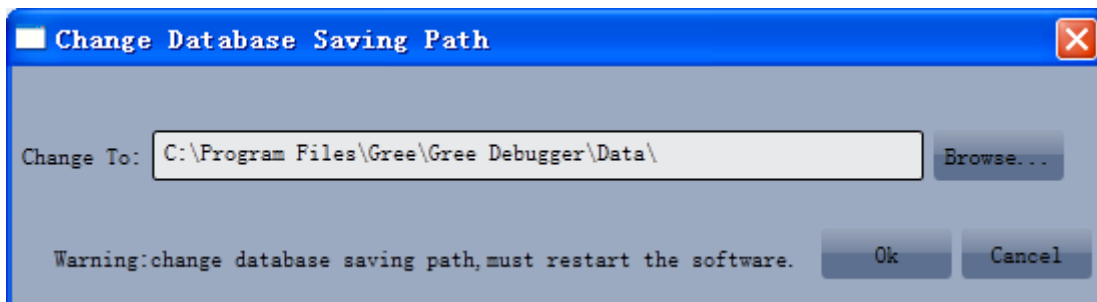 Change Database Saving Path
Change To: C:\Program Files\Gree\Gree Debugger\Data\ Browse...
Warning:change database saving path,must restart the software. Ok Cancel